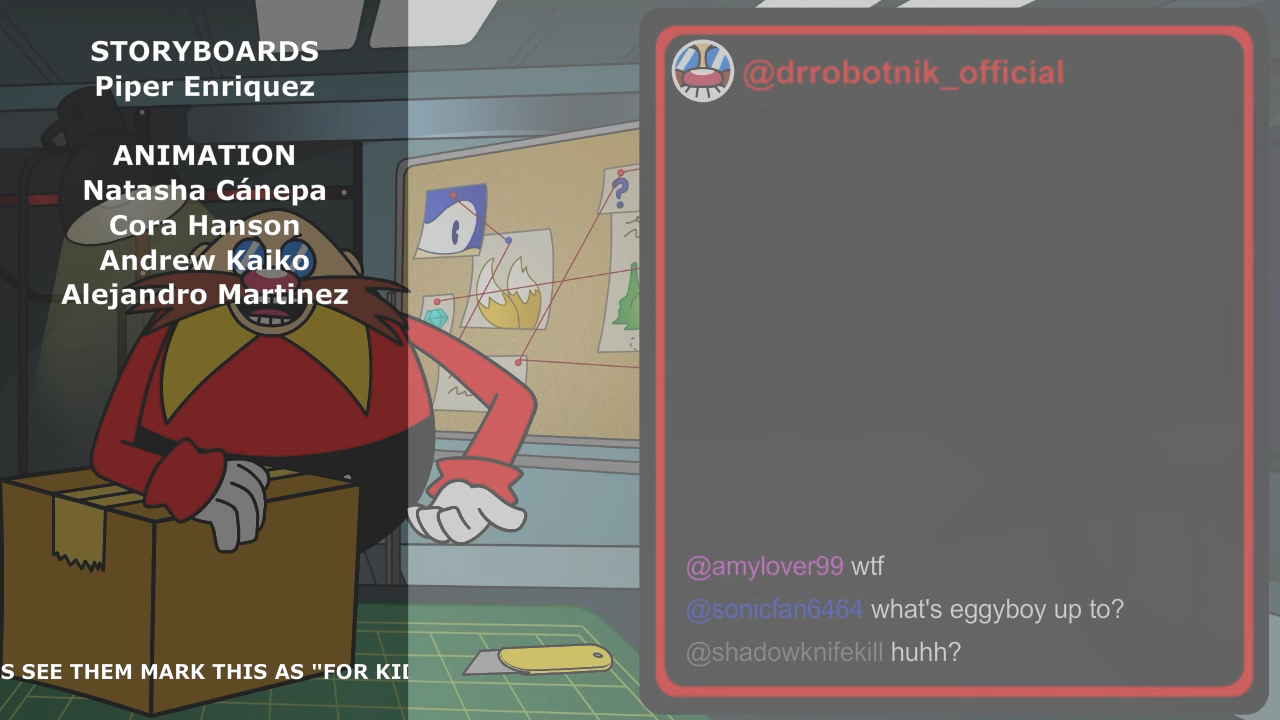 STORYBOARDS
Piper Enriquez
ANIMATION
Natasha Cánepa
Cora Hanson
Andrew Kaiko
Alejandro Martinez
S SEE THEM MARK THIS AS "FOR KID
@drrobotnik_official
?
@amylover99 wtf
@sonicfan6464 what's eggyboy up to?
@shadowknifekill huhh?